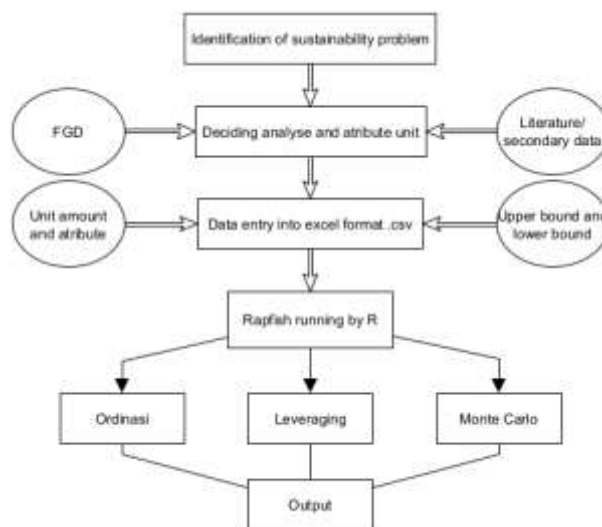 Identification of sustainability problem
FGD
Deciding analyse and atribute unit
Literature/
secondary data
Unit amount
and atribute
Data entry into excel format .csv
Upper bound and
lower bound
Rapfish running by R
Ordinasi
Leveraging
Monte Carlo
Output